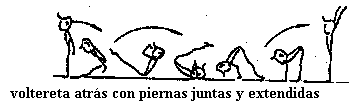 voltereta atrás con piernas juntas y extendidas